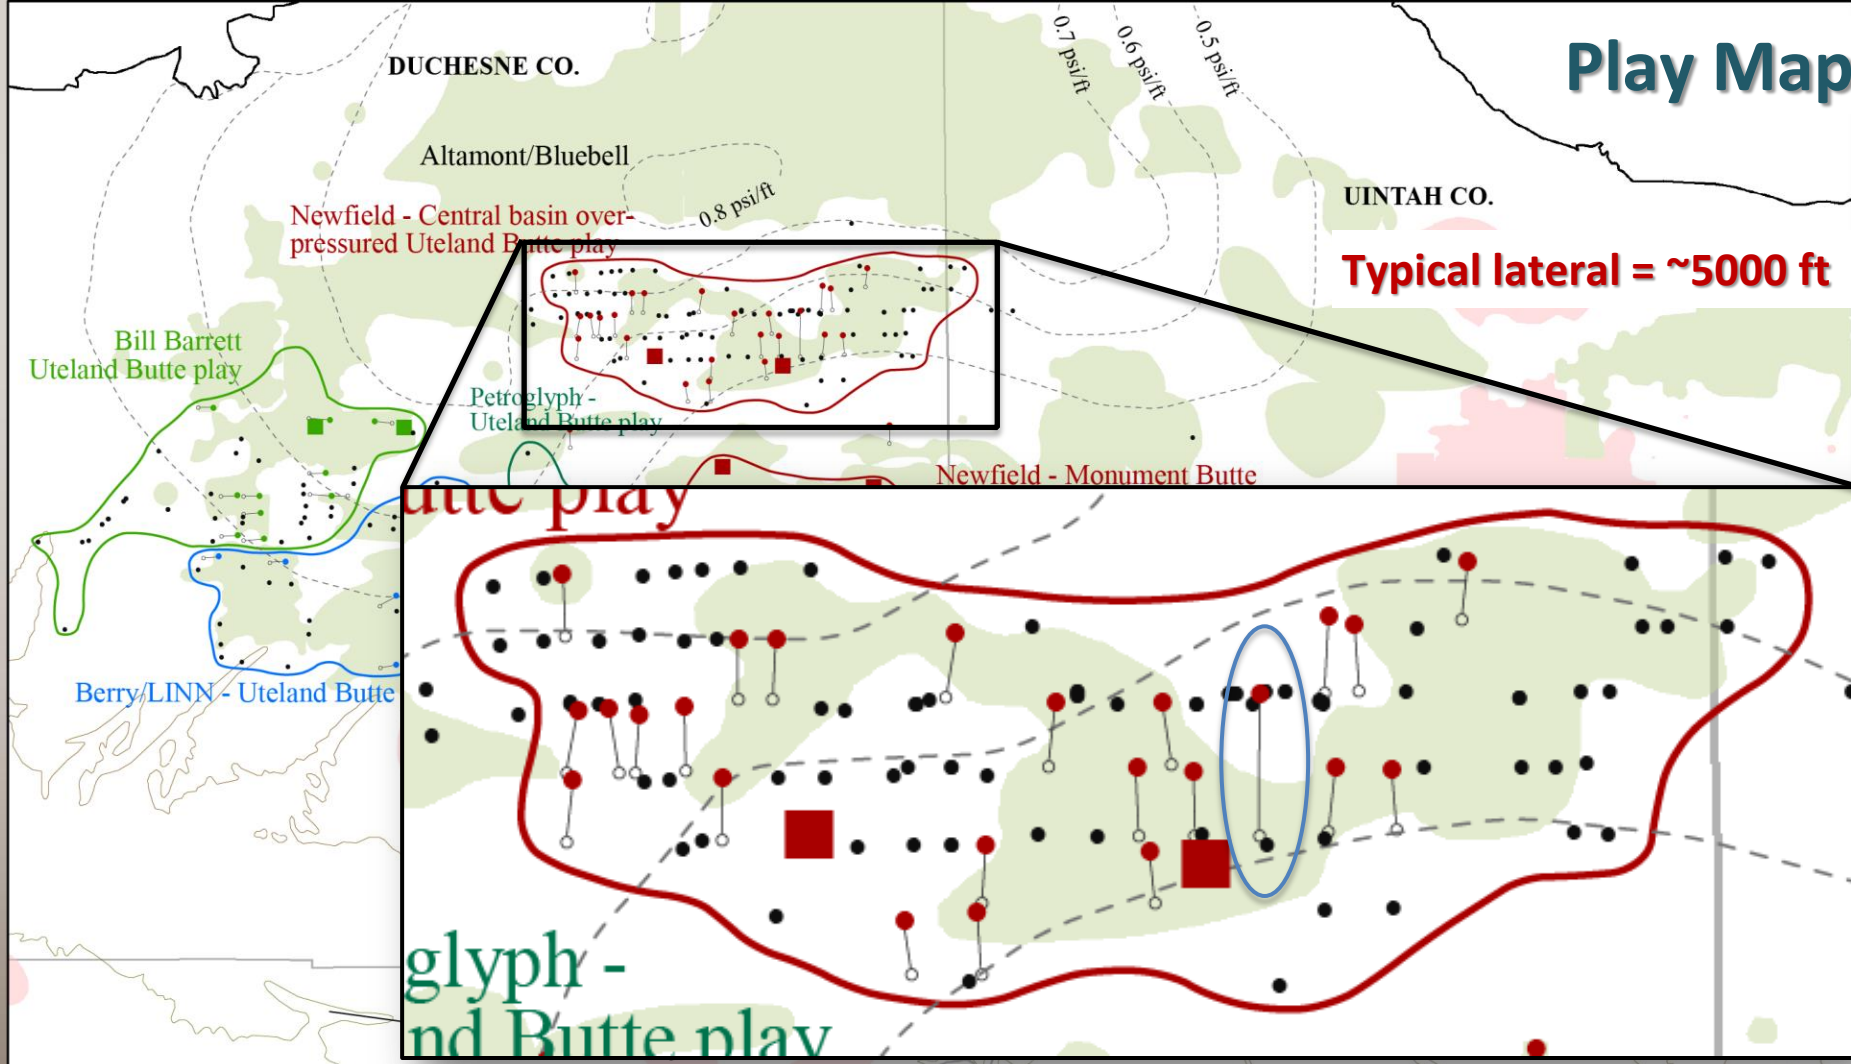 Play Map
DUCHESNE CO.
0.7 psi/ft
0.6 psi/ft
0.5 psi/ft
Altamont/Bluebell
0.8 psi/ft
UINTAH CO.
Newfield - Central basin over-
pressured Uteland Butte play
Typical lateral = ~5000 ft
Bill Barrett
Uteland Butte play
Petroglyph -
Uteland Butte play
Newfield - Monument Butte
Berry/LINN - Uteland Butte
utte play
glyph -
nd Butte play